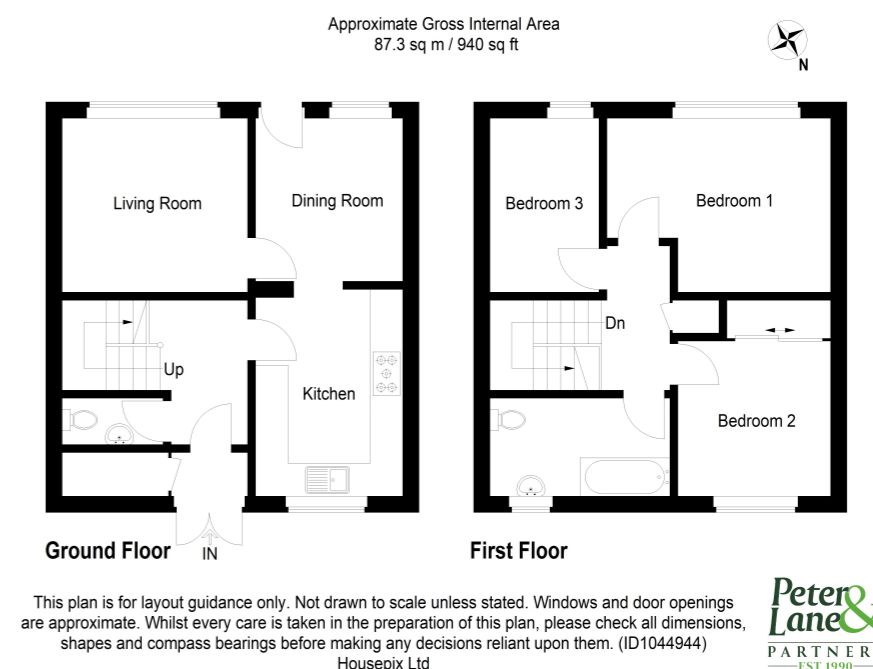 Approximate Gross Internal Area
87.3 sq m / 940 sq ft
N
Living Room
Dining Room
Up
Kitchen
IN
Ground Floor
Bedroom 3
Bedroom 1
Dn
Bedroom 2
First Floor
This plan is for layout guidance only. Not drawn to scale unless stated. Windows and door openings
are approximate. Whilst every care is taken in the preparation of this plan, please check all dimensions,
shapes and compass bearings before making any decisions reliant upon them. (ID1044944)
Housepix Ltd
Peter&
Lane
PARTNER
EST 1990